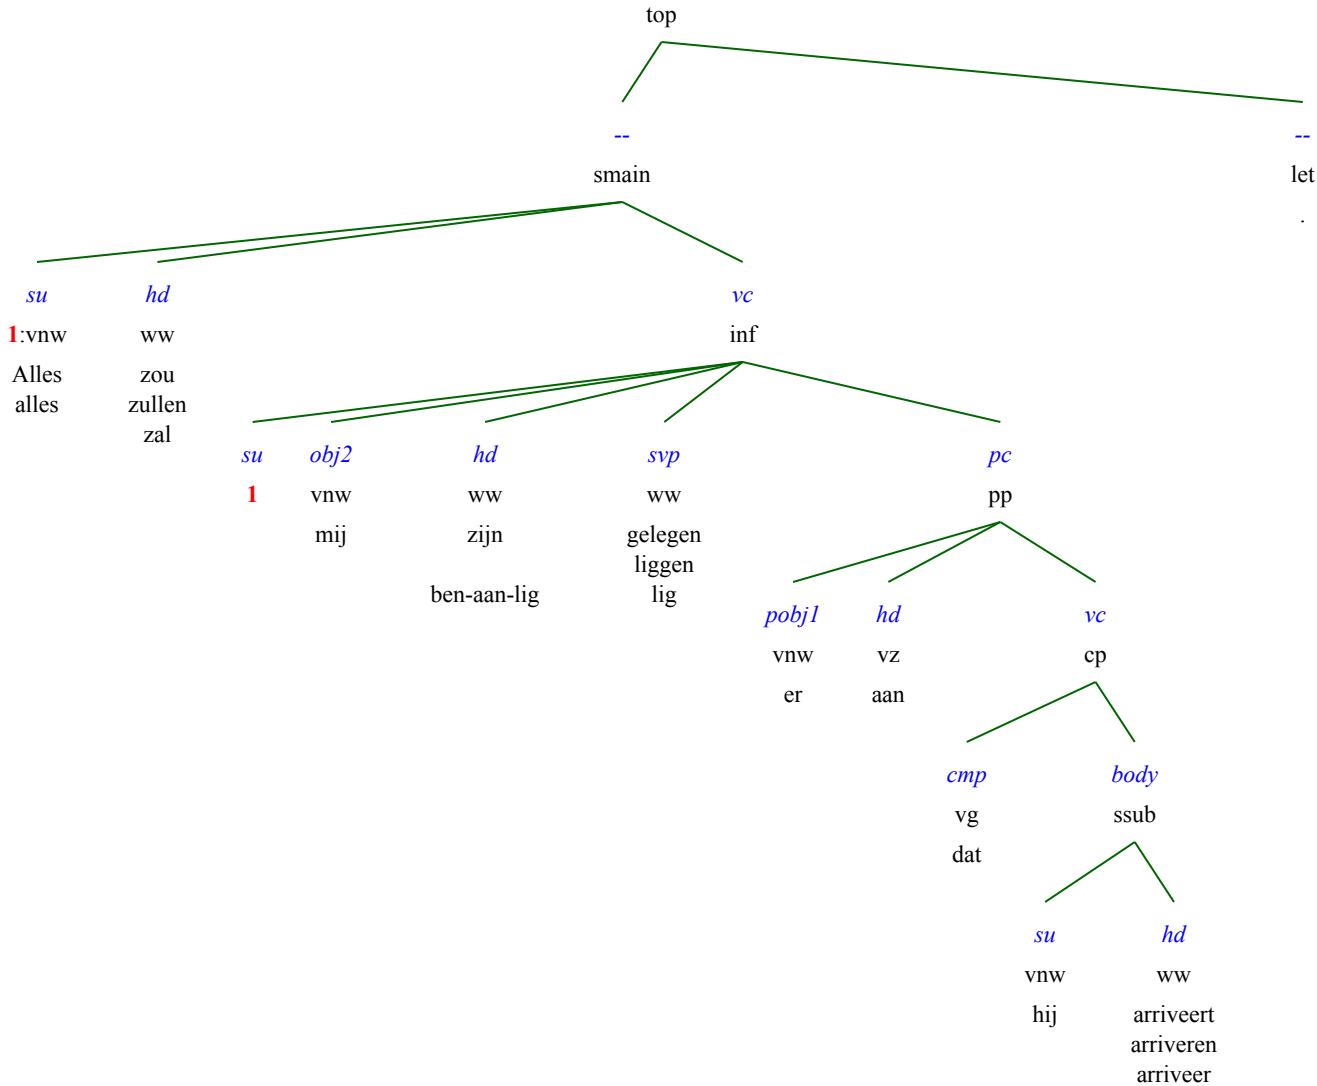 top
-- --
smain let
.
su hd vc
1:vnw ww inf
Alles zou
alles zullen
zal
su obj2 hd svp pc
1 vnw ww ww pp
mij zijn gelegen
liggen
ben-aan-lig lig
pobj1 hd vc
vnw vz cp
er aan
cmp body
vg ssub
dat
su hd
vnw ww
hij arriveert
arriveren
arriveer